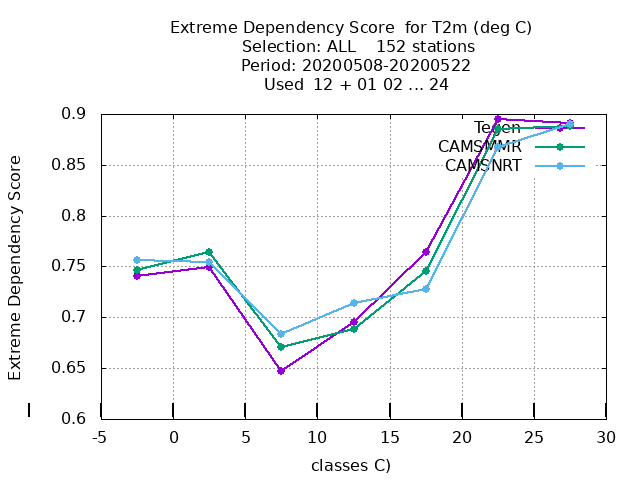 Extreme Dependency Score for T2m (deg C)
Selection: ALL 152 stations
Period: 20200508-20200522
Used 12 + 01 02 ... 24
0.9
0.85
0.8
0.75
0.7
0.65
0.6
Extreme Dependency Score
Tegen
CAMSMMR
CAMSNRT
-5 0 5 10 15 20 25 30
classes C)